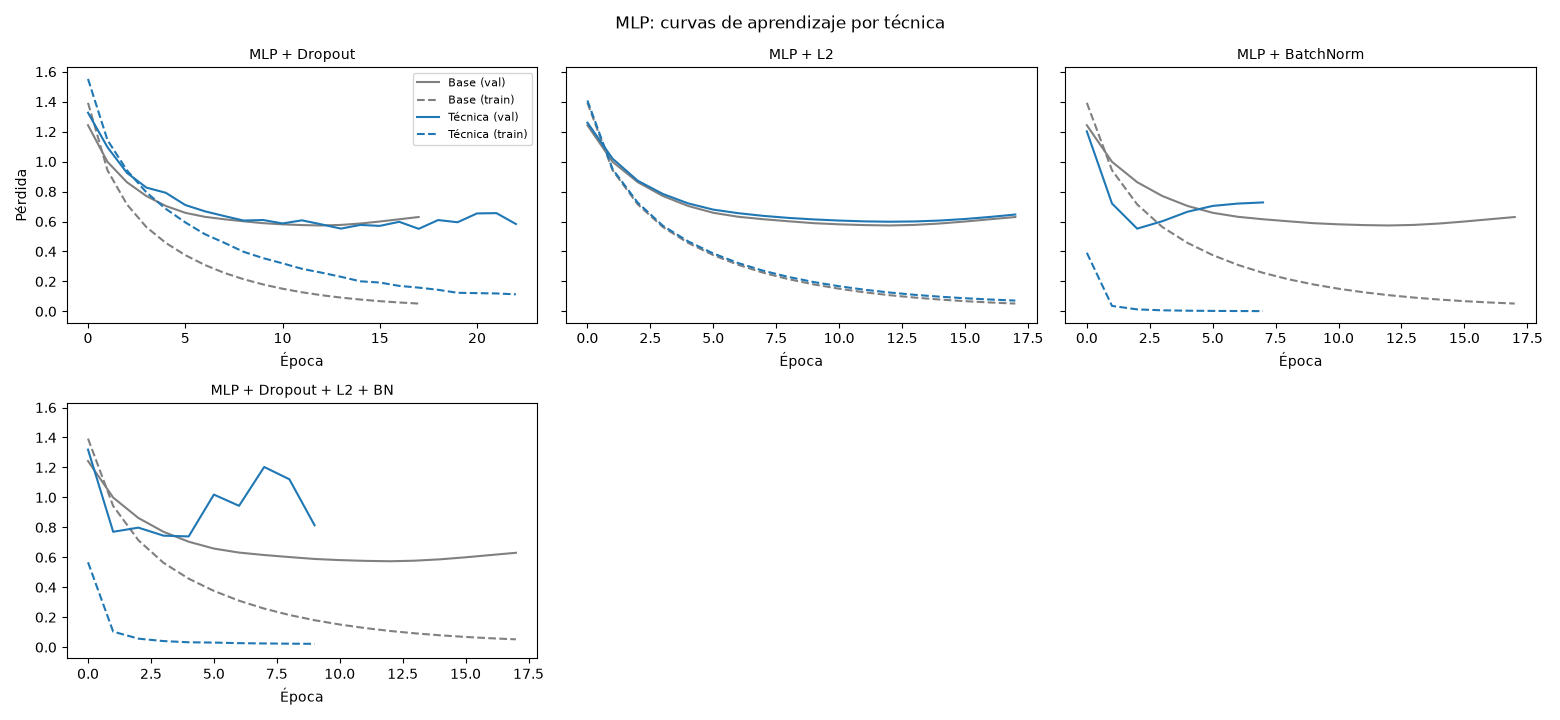 MLP: curvas de aprendizaje por técnica
MLP + Dropout
1.6
1.4
1.2
1.0
0.8
0.6
0.4
0.2
0.0
Pérdida
Base (val)
Base (train)
Técnica (val)
Técnica (train)
0 5 10 15 20
Época
MLP + L2
0.0 2.5 5.0 7.5 10.0 12.5 15.0 17.5
Época
MLP + BatchNorm
0.0 2.5 5.0 7.5 10.0 12.5 15.0 17.5
Época
MLP + Dropout + L2 + BN
1.6
1.4
1.2
1.0
0.8
0.6
0.4
0.2
0.0
0.0 2.5 5.0 7.5 10.0 12.5 15.0 17.5
Época